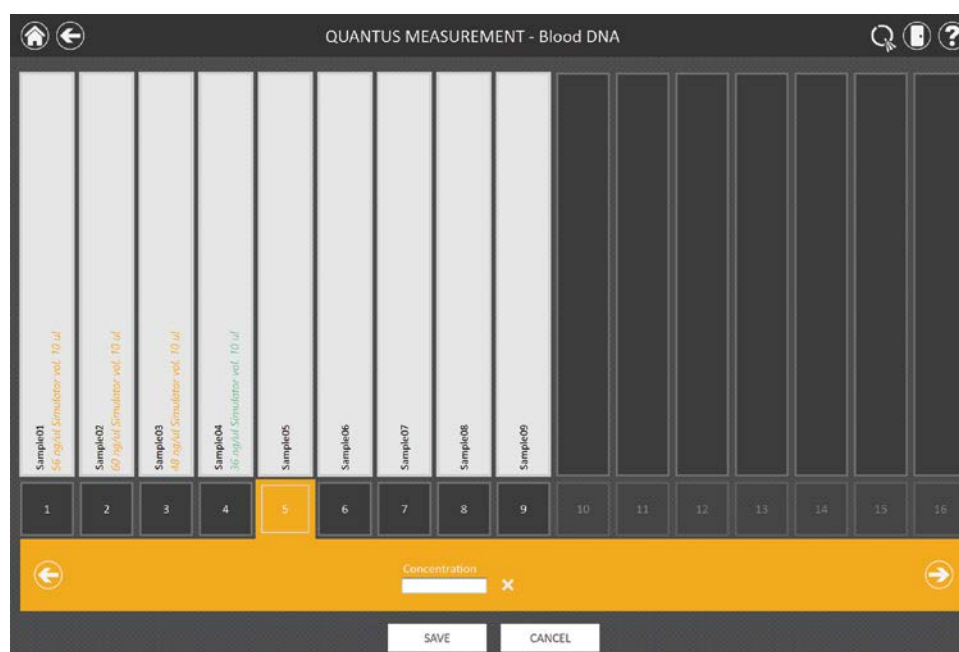 QUANTUS MEASUREMENT - Blood DNA
?
Sample01
56 ng/ul Simulator vol. 10 ul
Sample02
60 ng/ul Simulator vol. 10 ul
Sample03
48 ng/ul Simulator vol. 10 ul
Sample04
36 ng/ul Simulator vol. 10 ul
Sample05
Sample06
Sample07
Sample08
Sample09
1 2 3 4 5 6 7 8 9 10 11 12 13 14 15 16
Concentration
SAVE CANCEL